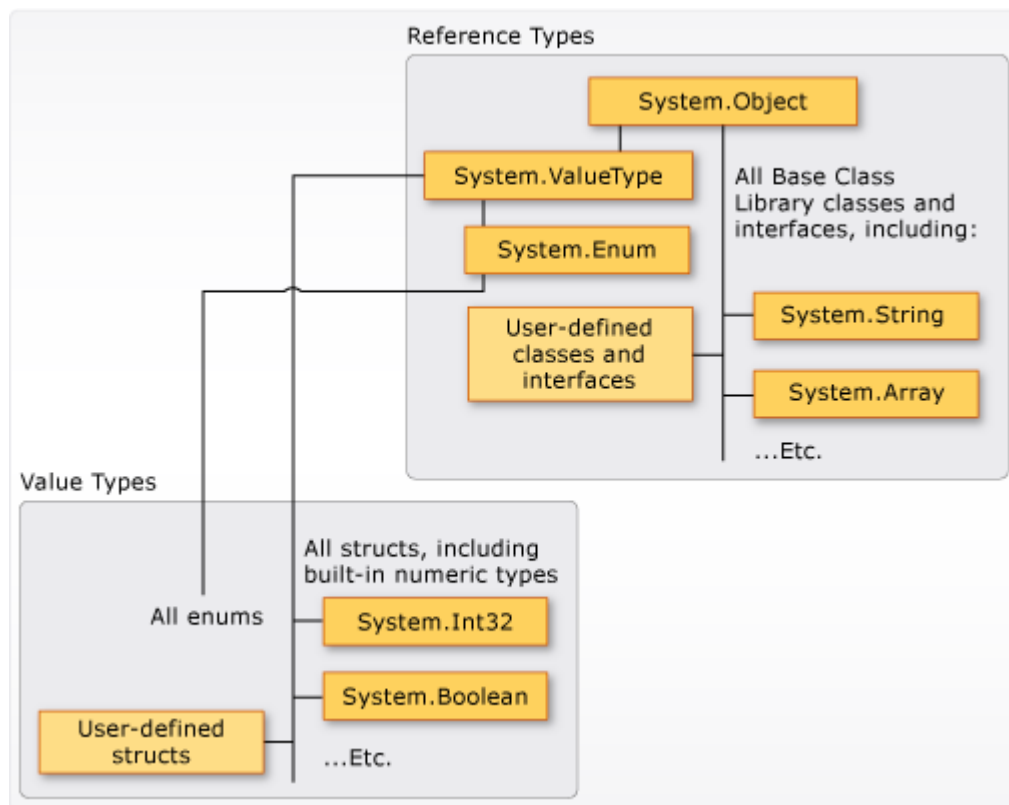 Reference Types
System.Object
System.ValueType
All Base Class
Library classes and
interfaces, including:
System.Enum
System.String
User-defined
classes and
interfaces
System.Array
...Etc.
Value Types
All structs, including
built-in numeric types
All enums
System.Int32
System.Boolean
User-defined
structs
...Etc.